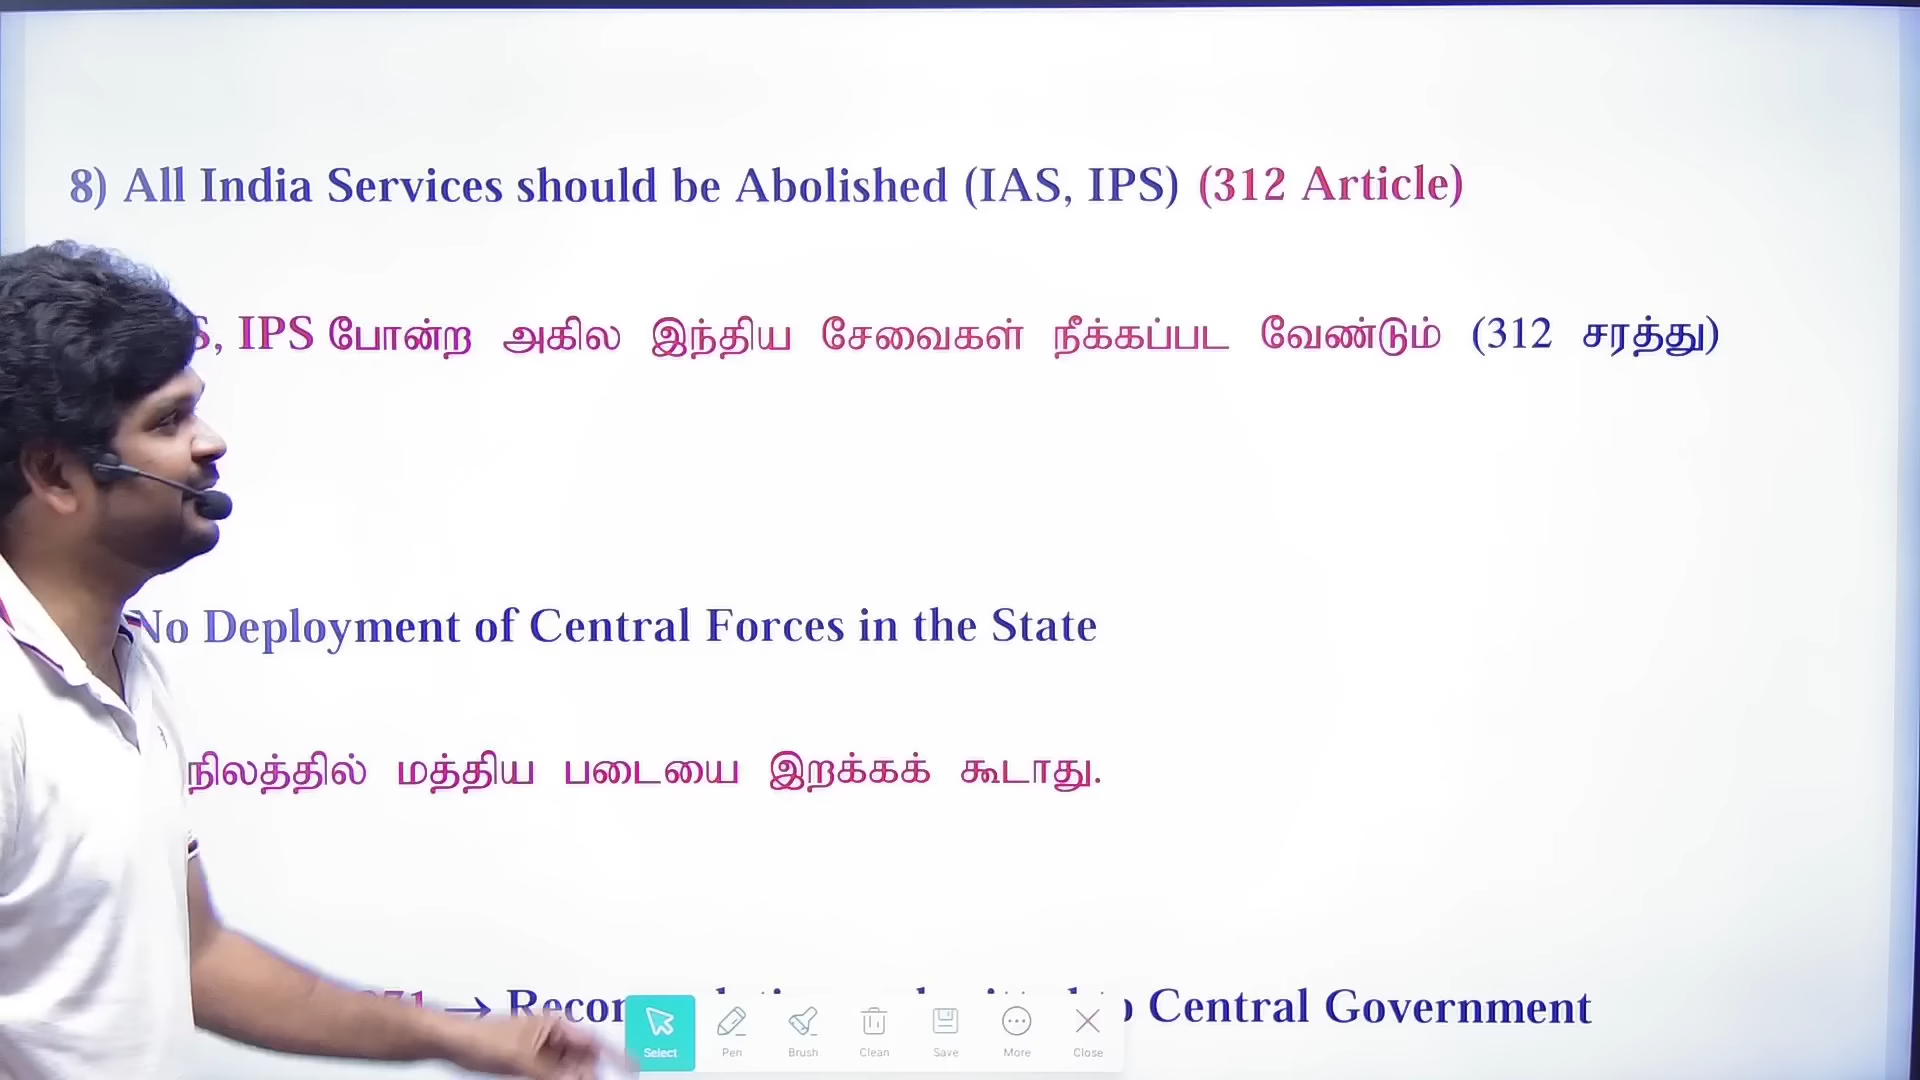 8) All India Services should be Abolished (IAS, IPS) (312 Article)
IPS போன்ற அகில இந்திய சேவைகள் நீக்கப்பட வேண்டும் (312 சரத்து)
No Deployment of Central Forces in the State
மத்திய படையை இறக்கக் கூடாது.
→ Central Government
Select Pen Brush Clean Save More Close